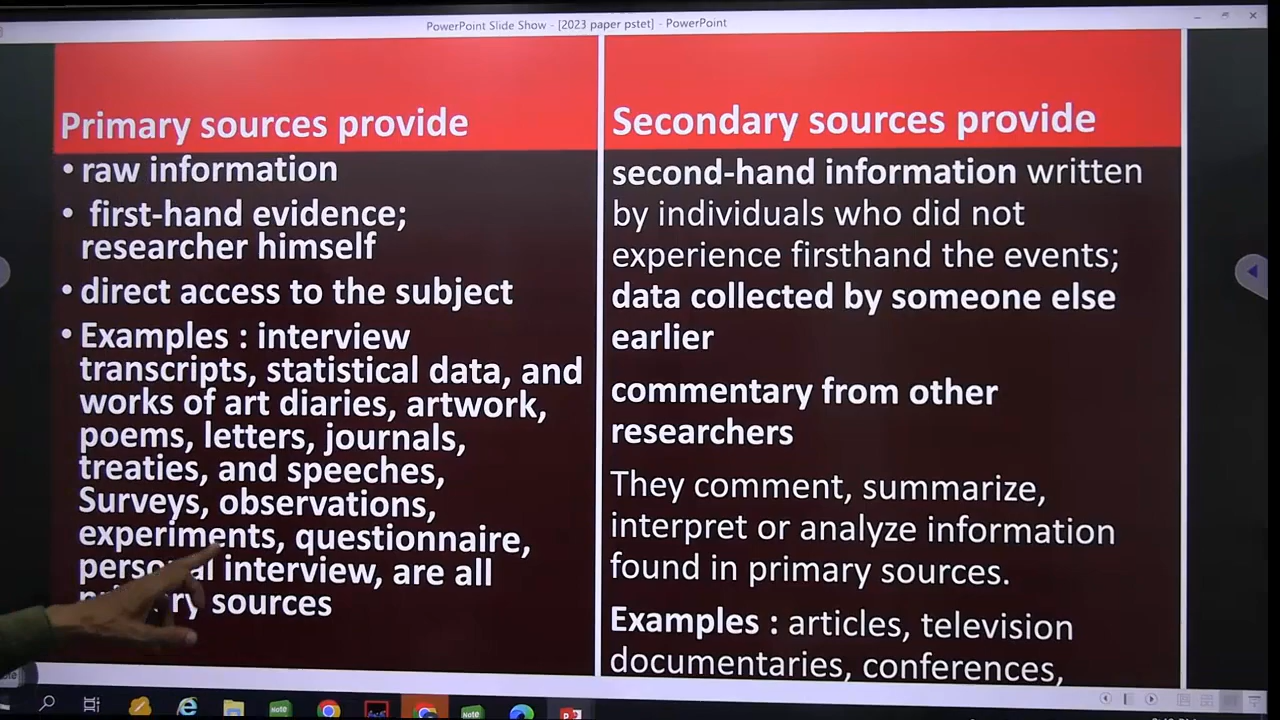 PowerPoint Slide Show - [2023 paper pstet] - PowerPoint
Primary sources provide
• raw information
• first-hand evidence;
researcher himself
• direct access to the subject
• Examples : interview
transcripts, statistical data, and
works of art diaries, artwork,
poems, letters, journals,
treaties, and speeches,
Surveys, observations,
experiments, questionnaire,
interview, are all
sources
Secondary sources provide
second-hand information written
by individuals who did not
experience firsthand the events;
data collected by someone else
earlier
commentary from other
researchers
They comment, summarize,
interpret or analyze information
found in primary sources.
Examples : articles, television
documentaries, conferences,
Note
Note